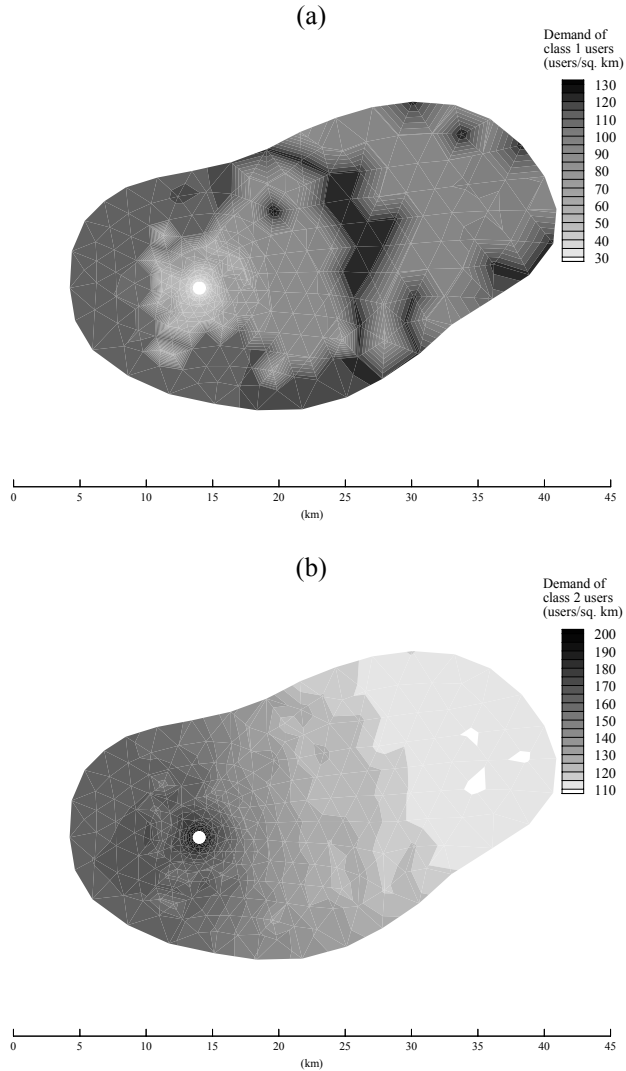 (a)
Demand of
class 1 users
(users/sq. km)
130
120
110
100
90
80
70
60
50
40
30
0 5 10 15 20 25 30 35 40 45
(km)
(b)
Demand of
class 2 users
(users/sq. km)
200
190
180
170
160
150
140
130
120
110
0 5 10 15 20 25 30 35 40 45
(km)